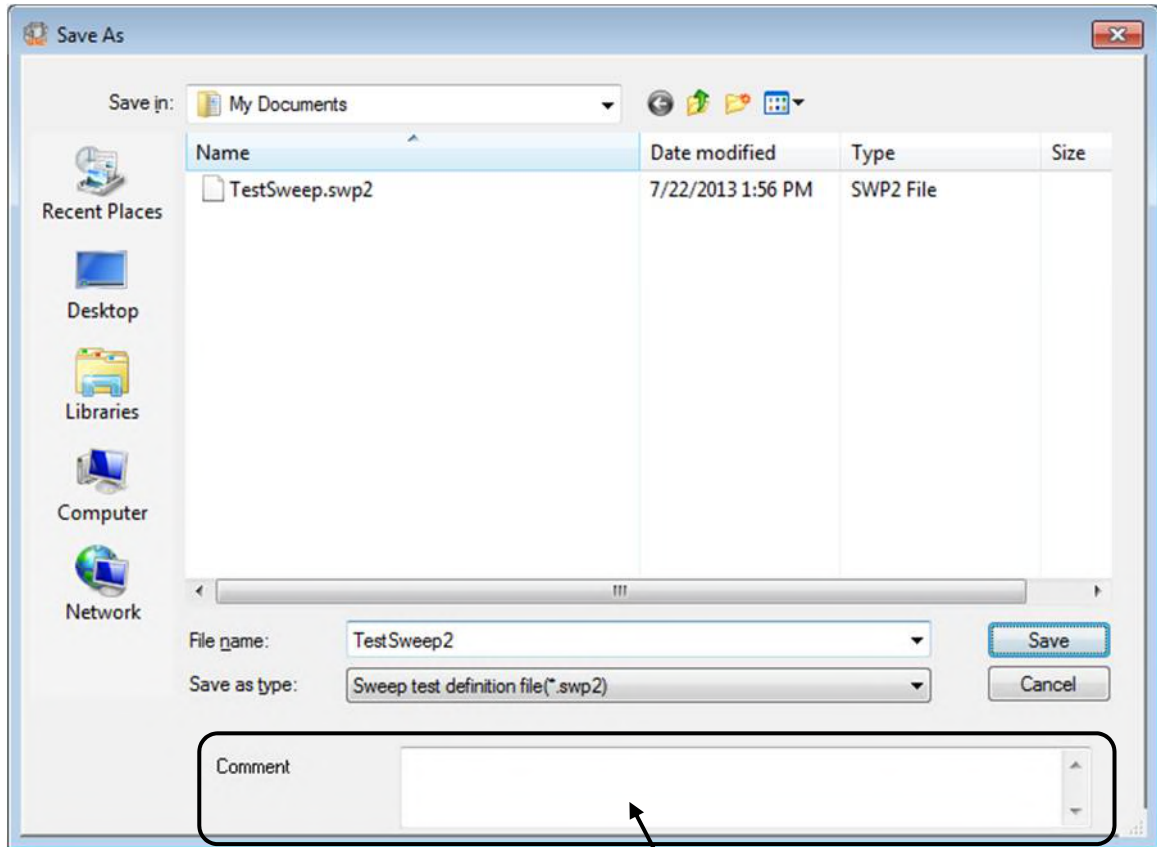 Save As
Save in: My Documents
Name Date modified Type Size
TestSweep.swp2 7/22/2013 1:56 PM SWP2 File
Recent Places
Desktop
Libraries
Computer
Network
File name: TestSweep2 Save
Save as type: Sweep test definition file(*.swp2) Cancel
Comment